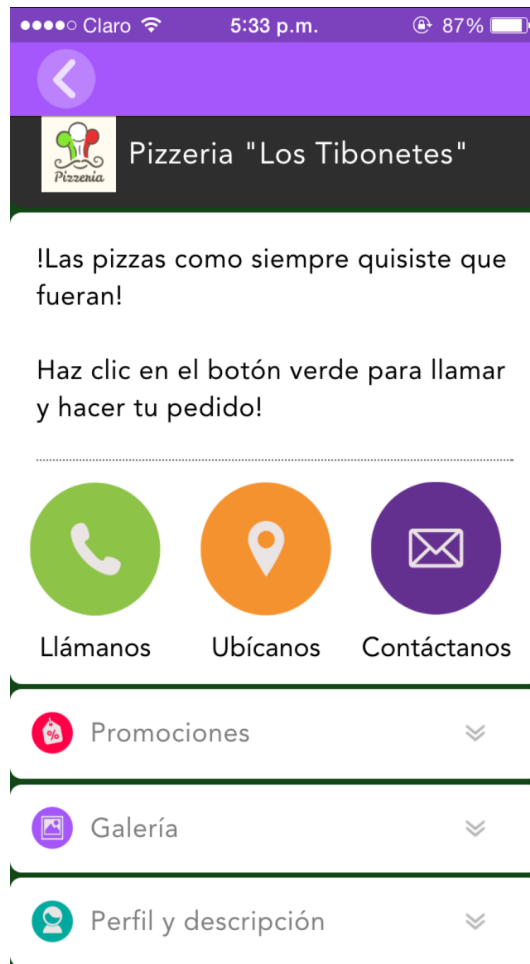 Claro 5:33 p.m. 87%
Pizzeria
Pizzeria "Los Tibonetes"
!Las pizzas como siempre quisiste que
fueran!
Haz clic en el botón verde para llamar
y hacer tu pedido!
Llámanos Ubícanos Contáctanos
%
Promociones
Galería
Perfil y descripción